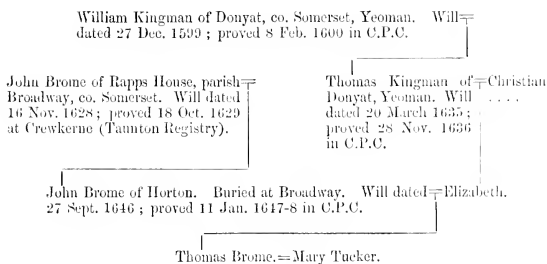 William Kingman of Donyat, co. Somerset, Yeoman. Will
dated 27 Dec. 1599; proved 8 Feb. 1600 in C.P.C.
John Brome of Rapps House, parish
Broadway, co. Somerset. Will dated
16 Nov. 1628; proved 18 Oct. 1629
at Crewkerne (Taunton Registry).
Thomas Kingman of = Christian
Donyat, Yeoman. Will . . . .
dated 20 March 1635;
proved 28 Nov. 1636
in C.P.C.
John Brome of Horton. Buried at Broadway. Will dated = Elizabeth.
27 Sept. 1646; proved 11 Jan. 1647-8 in C.P.C.
Thomas Brome. = Mary Tucker.